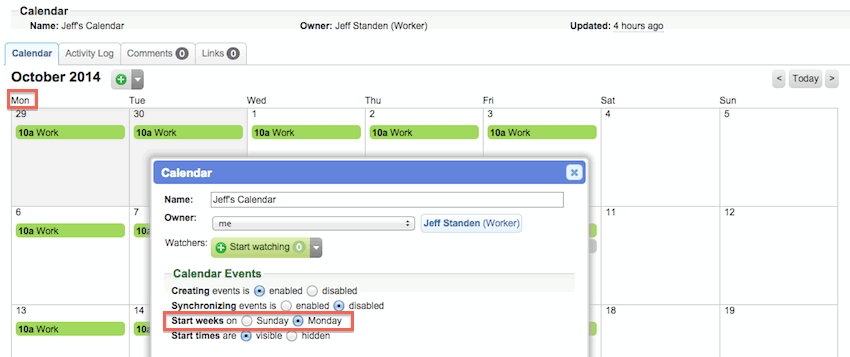 Calendar
Name: Jeff's Calendar Owner: Jeff Standen (Worker) Updated: 4 hours ago
Calendar Activity Log Comments 0 Links 0
October 2014 < Today >
Mon Tue Wed Thu Fri Sat Sun
29 30 1 2 3 4 5
10a Work 10a Work 10a Work 10a Work 10a Work
Calendar
Name: Jeff's Calendar
6 7 11 12
Owner: me Jeff Standen (Worker)
10a Work
Watchers: Start watching 0
Calendar Events
Creating events is enabled disabled
Synchronizing events is enabled disabled
13 14 18 19
Start weeks on Sunday Monday
10a Work
Start times are visible hidden